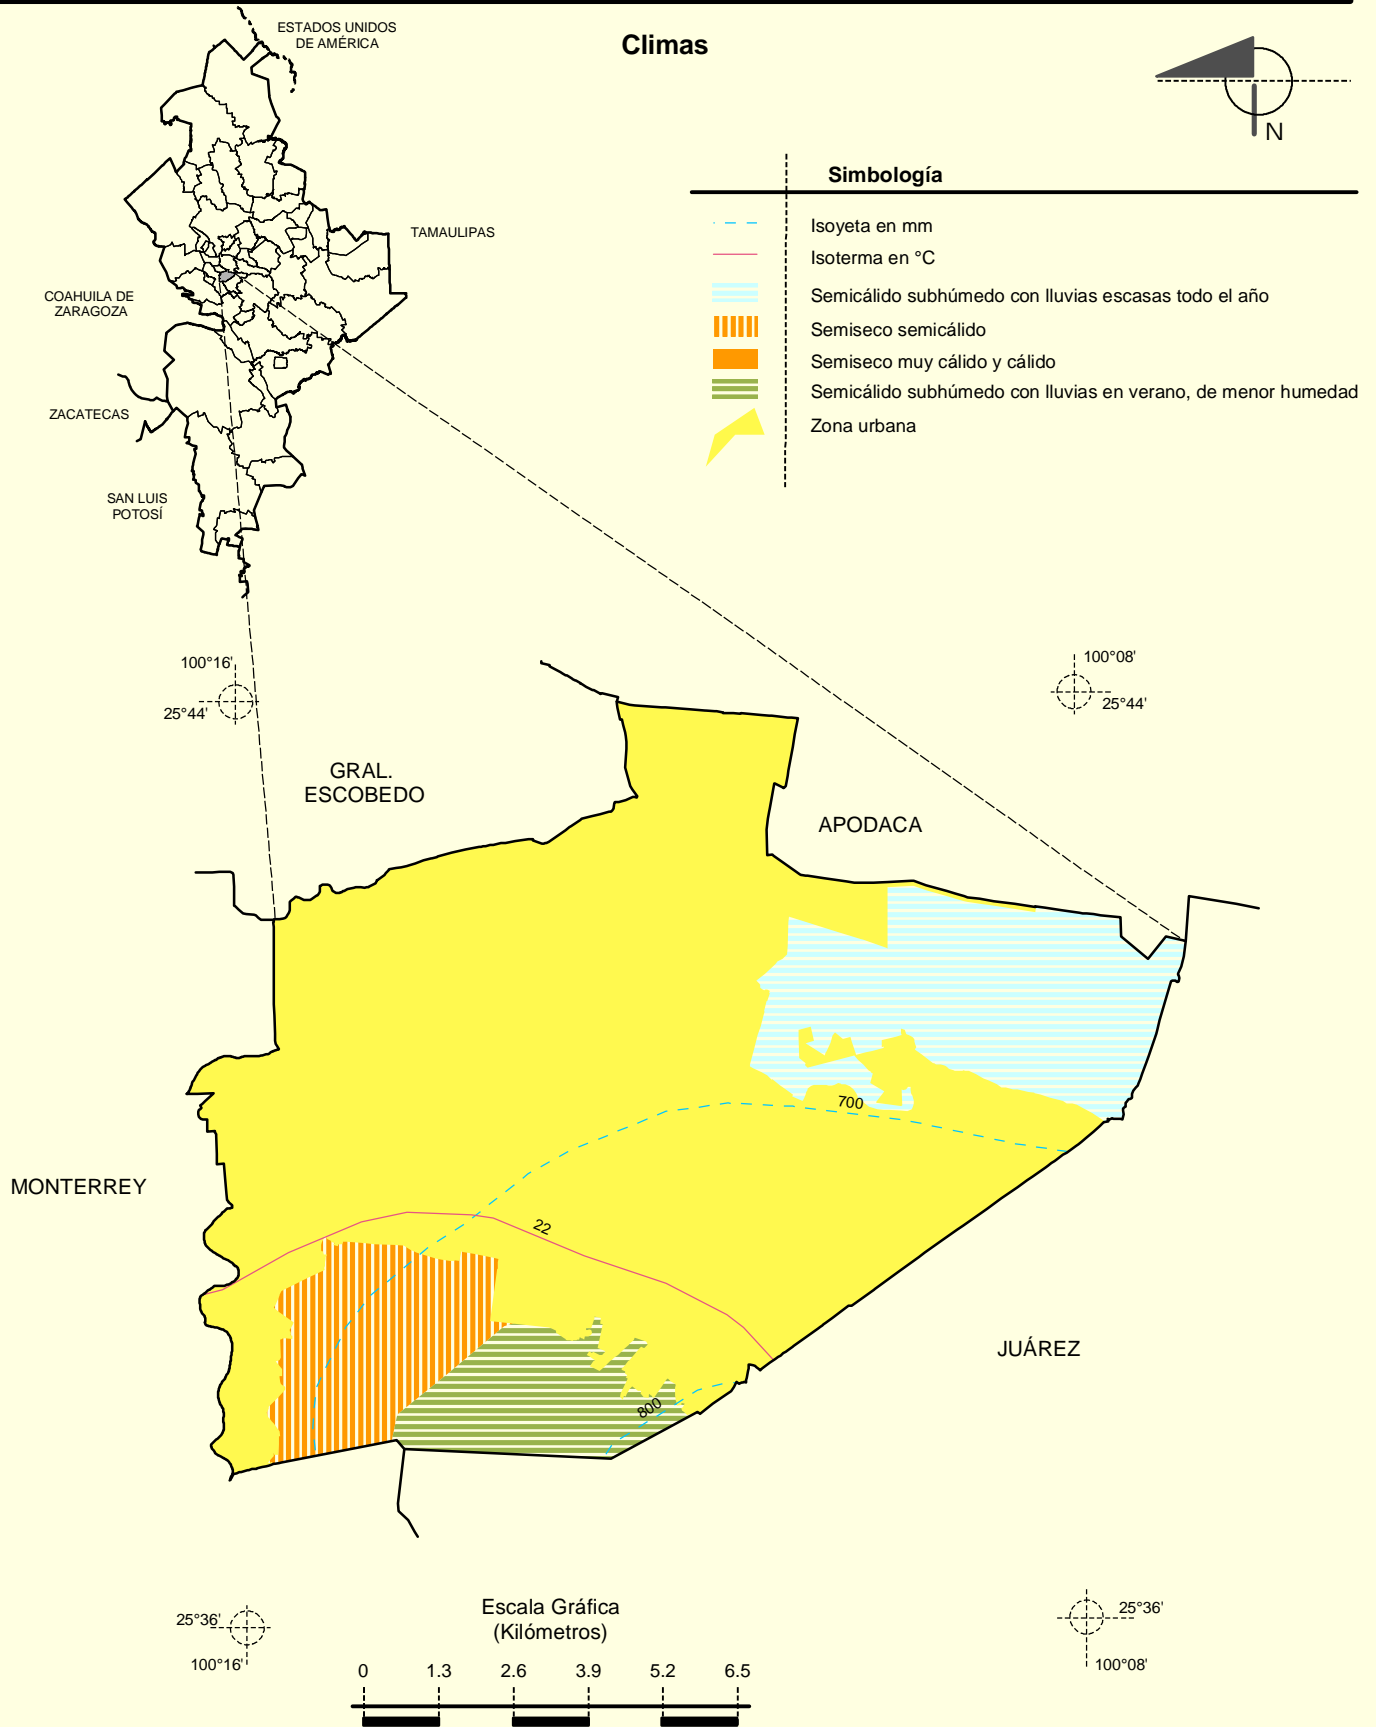 Climas
ESTADOS UNIDOS
DE AMÉRICA
N
TAMAULIPAS
COAHUILA DE
ZARAGOZA
ZACATECAS
SAN LUIS
POTOSÍ
Simbología
Isoyeta en mm
Isoterma en °C
Semicálido subhúmedo con lluvias escasas todo el año
Semiseco semicálido
Semiseco muy cálido y cálido
Semicálido subhúmedo con lluvias en verano, de menor humedad
Zona urbana
100°16'
25°44'
100°08'
25°44'
GRAL.
ESCOBEDO
APODACA
700
MONTERREY
22
JUÁREZ
800
25°36'
100°16'
25°36'
100°08'
Escala Gráfica
(Kilómetros)
0 1.3 2.6 3.9 5.2 6.5